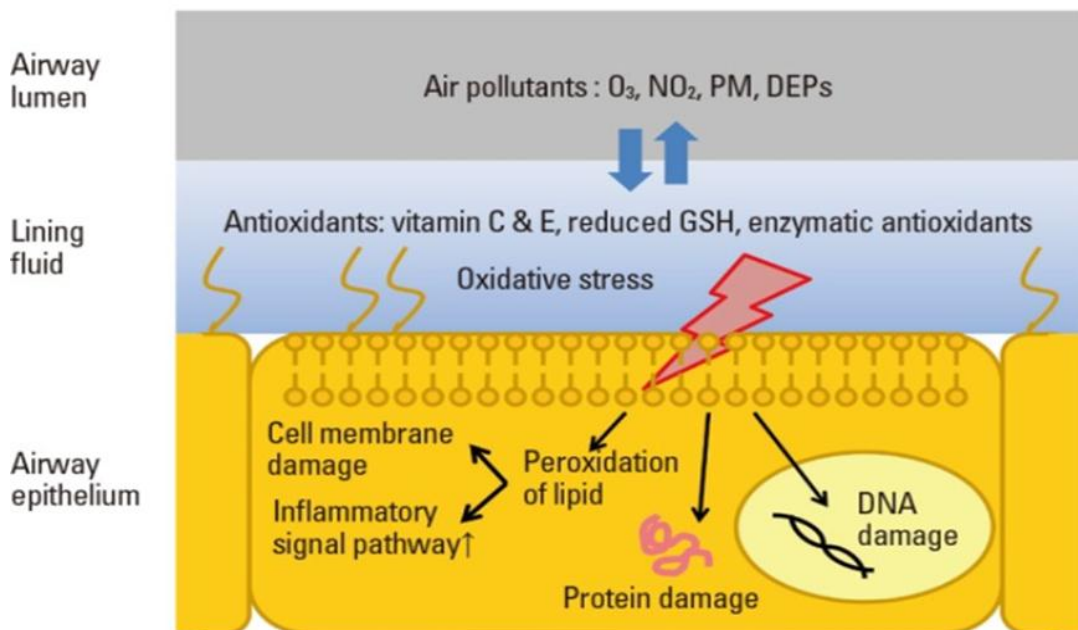 Airway
lumen
Air pollutants : O₃, NO₂, PM, DEPs
Lining
fluid
Antioxidants: vitamin C & E, reduced GSH, enzymatic antioxidants
Oxidative stress
Airway
epithelium
Cell membrane
damage
Inflammatory
signal pathway↑
Peroxidation
of lipid
Protein damage
DNA
damage